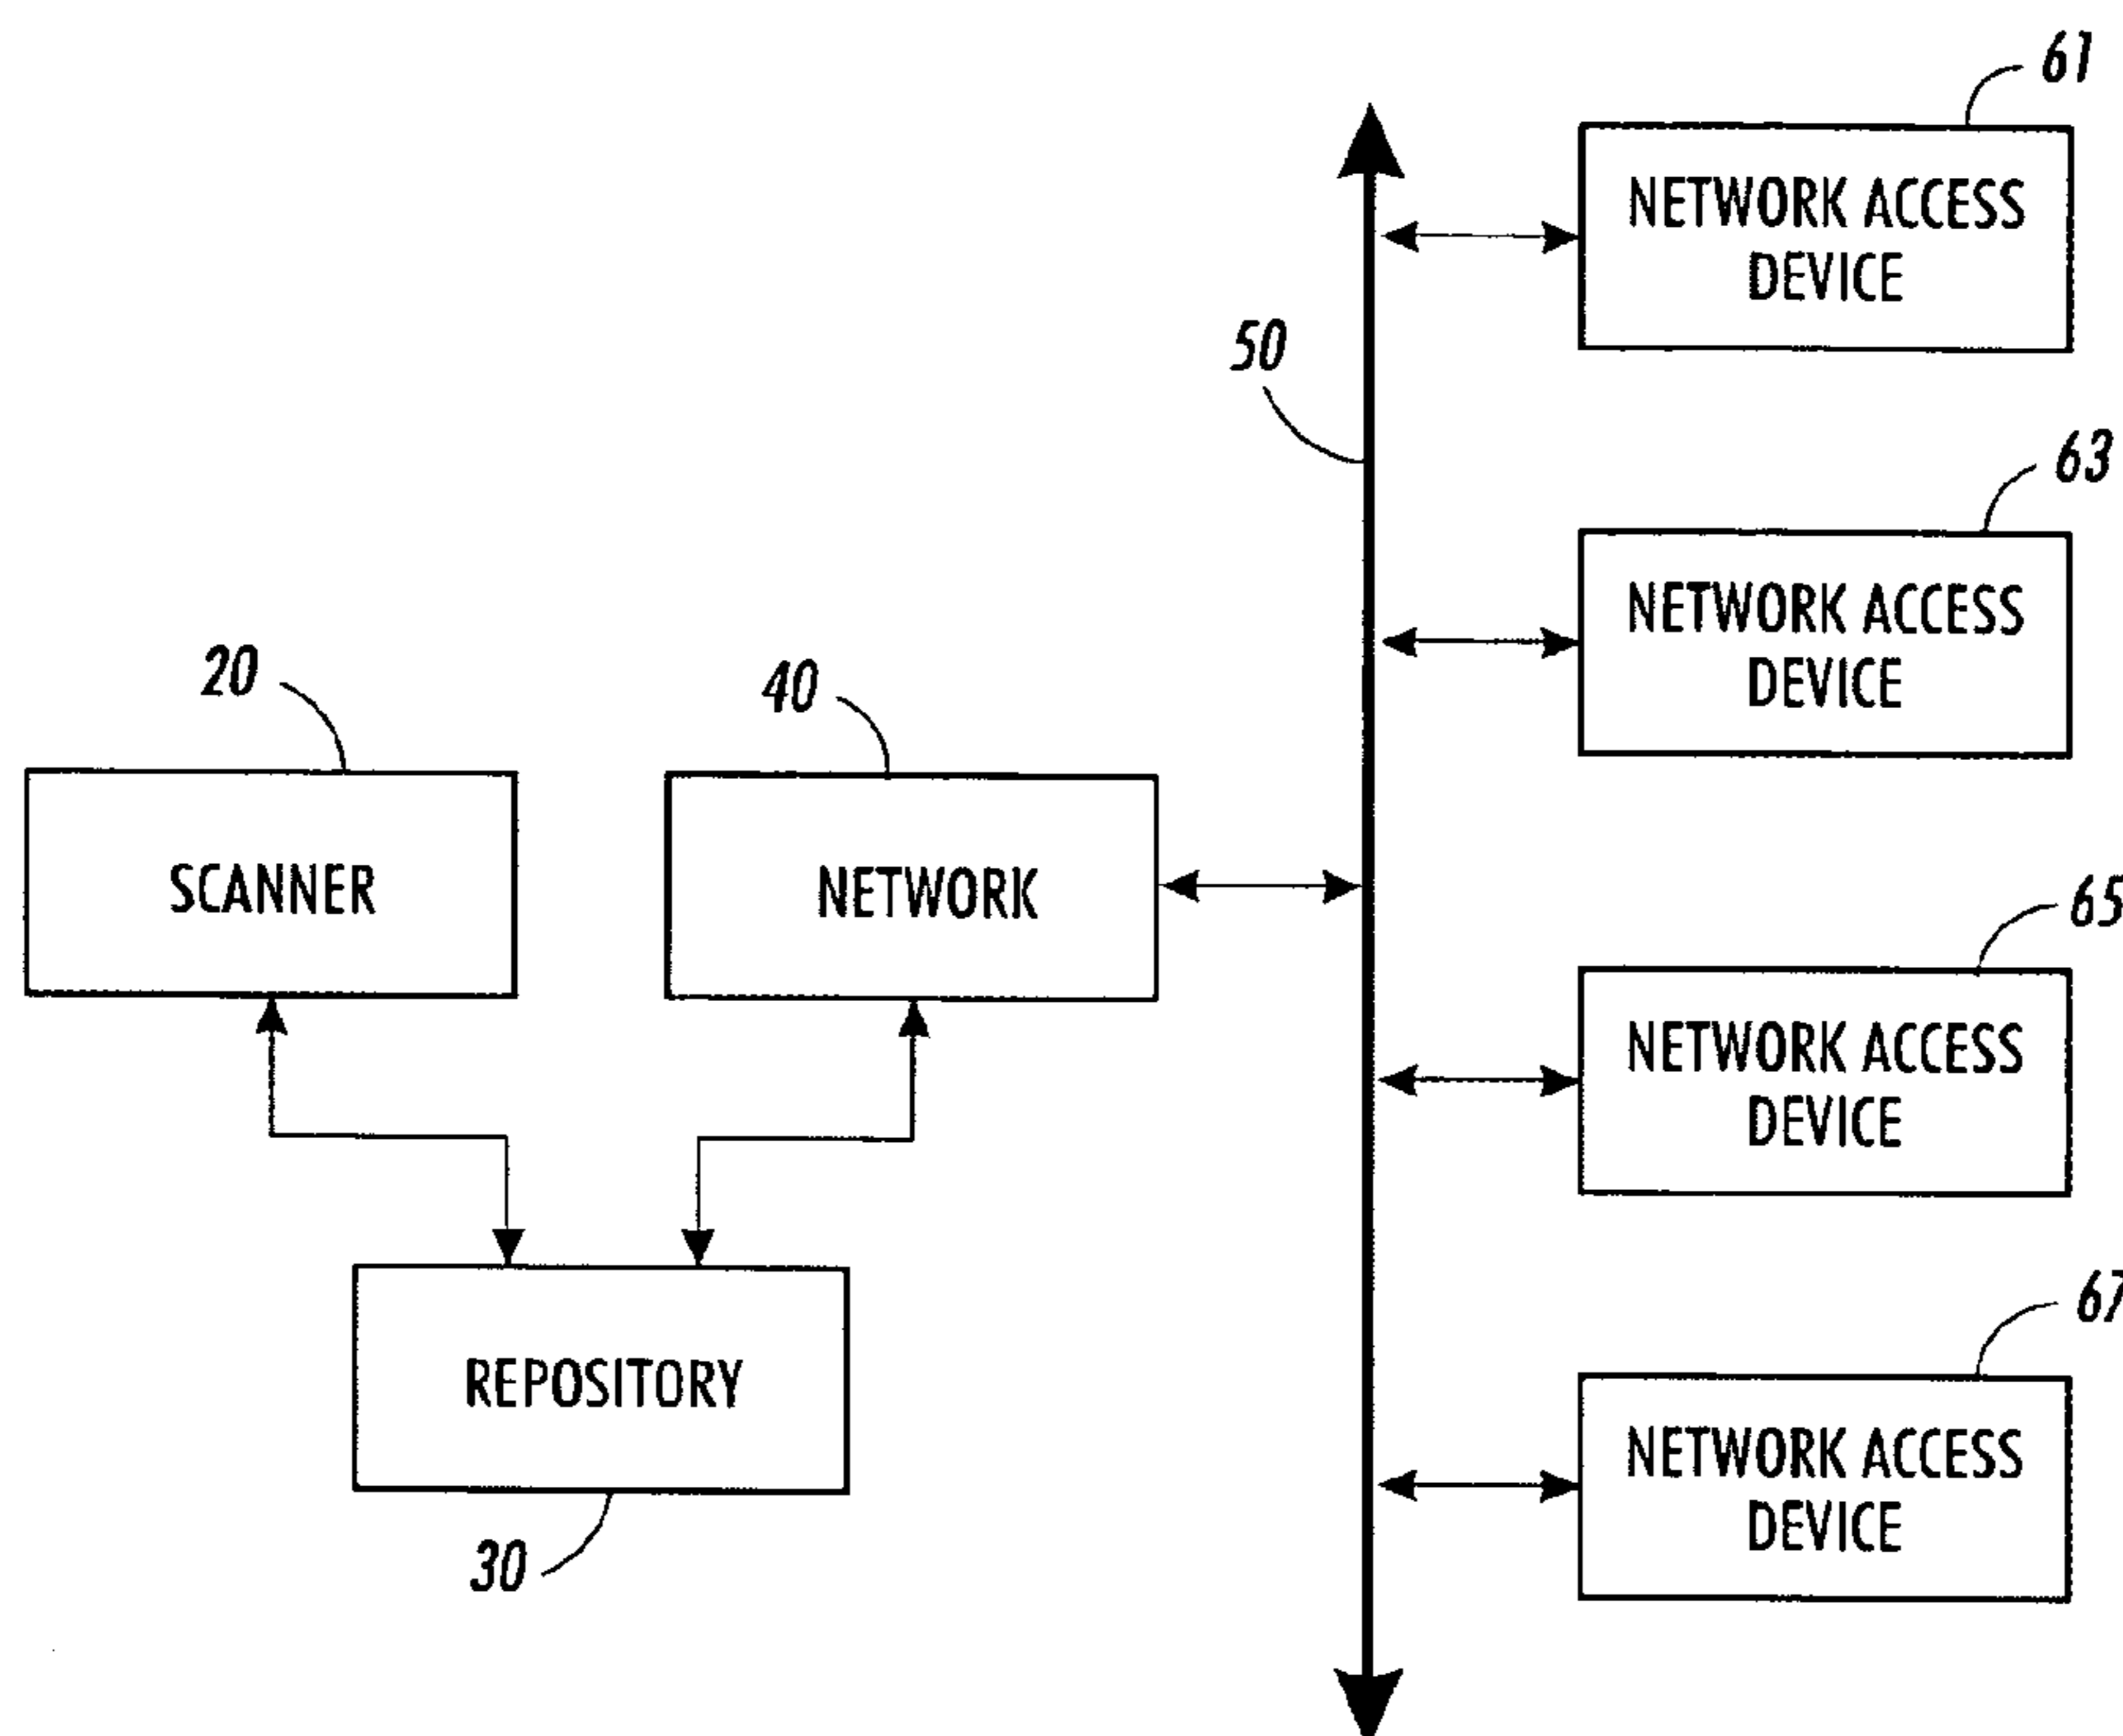 61
NETWORK ACCESS
DEVICE
50
63
NETWORK ACCESS
DEVICE
20
SCANNER
40
NETWORK
65
NETWORK ACCESS
DEVICE
REPOSITORY
30
67
NETWORK ACCESS
DEVICE